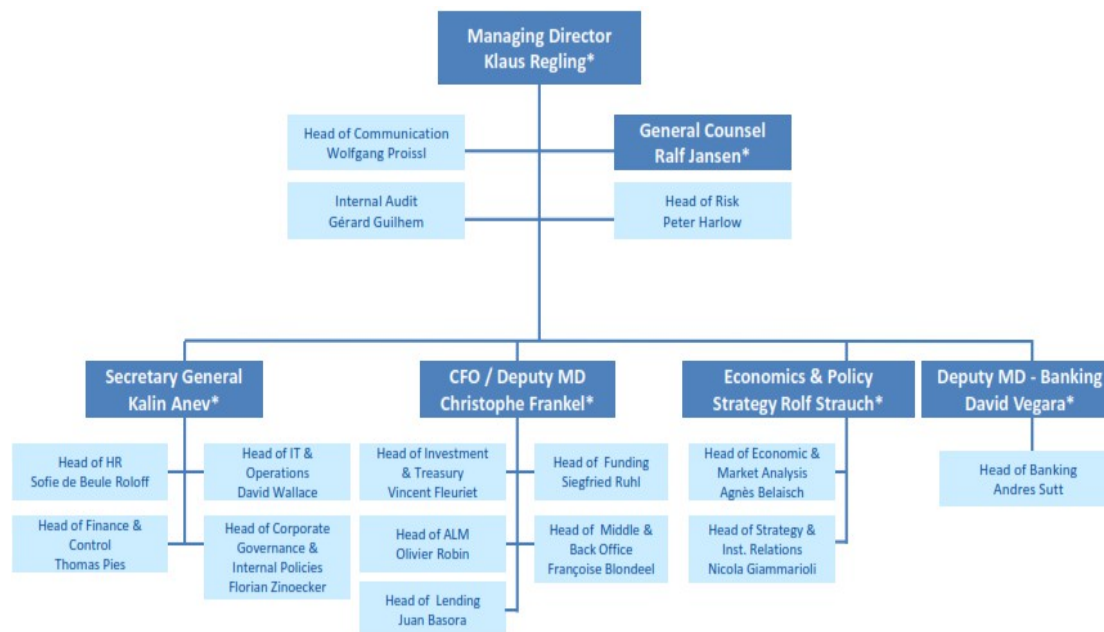 Managing Director
Klaus Regling*
Head of Communication
Wolfgang Proissl
General Counsel
Ralf Jansen*
Internal Audit
Gérard Guilhem
Head of Risk
Peter Harlow
Secretary General
Kalin Anev*
CFO / Deputy MD
Christophe Frankel*
Economics & Policy
Strategy Rolf Strauch*
Deputy MD - Banking
David Vegara*
Head of HR
Sofie de Beule Roloff
Head of IT &
Operations
David Wallace
Head of Finance &
Control
Thomas Pies
Head of Corporate
Governance &
Internal Policies
Florian Zinoecker
Head of Investment
& Treasury
Vincent Fleuriet
Head of Funding
Siegfried Ruhl
Head of ALM
Olivier Robin
Head of Middle &
Back Office
Françoise Blondeel
Head of Lending
Juan Basora
Head of Economic &
Market Analysis
Agnès Belaisch
Head of Strategy &
Inst. Relations
Nicola Giammarioli
Head of Banking
Andres Sutt